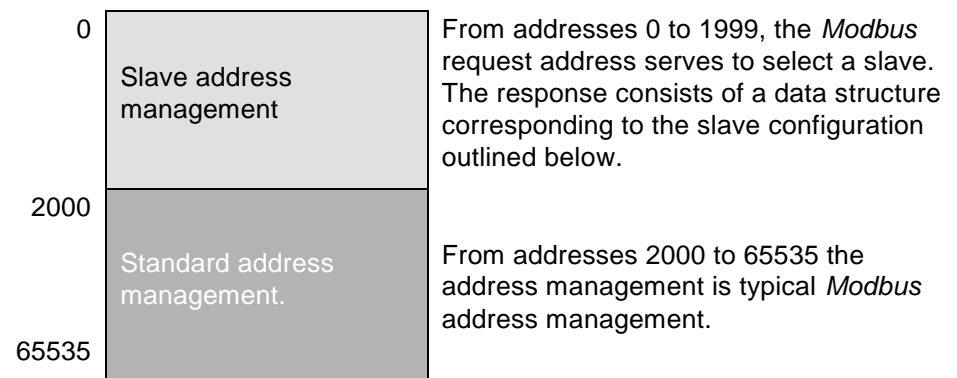 0
Slave address
management
From addresses 0 to 1999, the Modbus
request address serves to select a slave.
The response consists of a data structure
corresponding to the slave configuration
outlined below.
2000
Standard address
management.
From addresses 2000 to 65535 the
address management is typical Modbus
address management.
65535